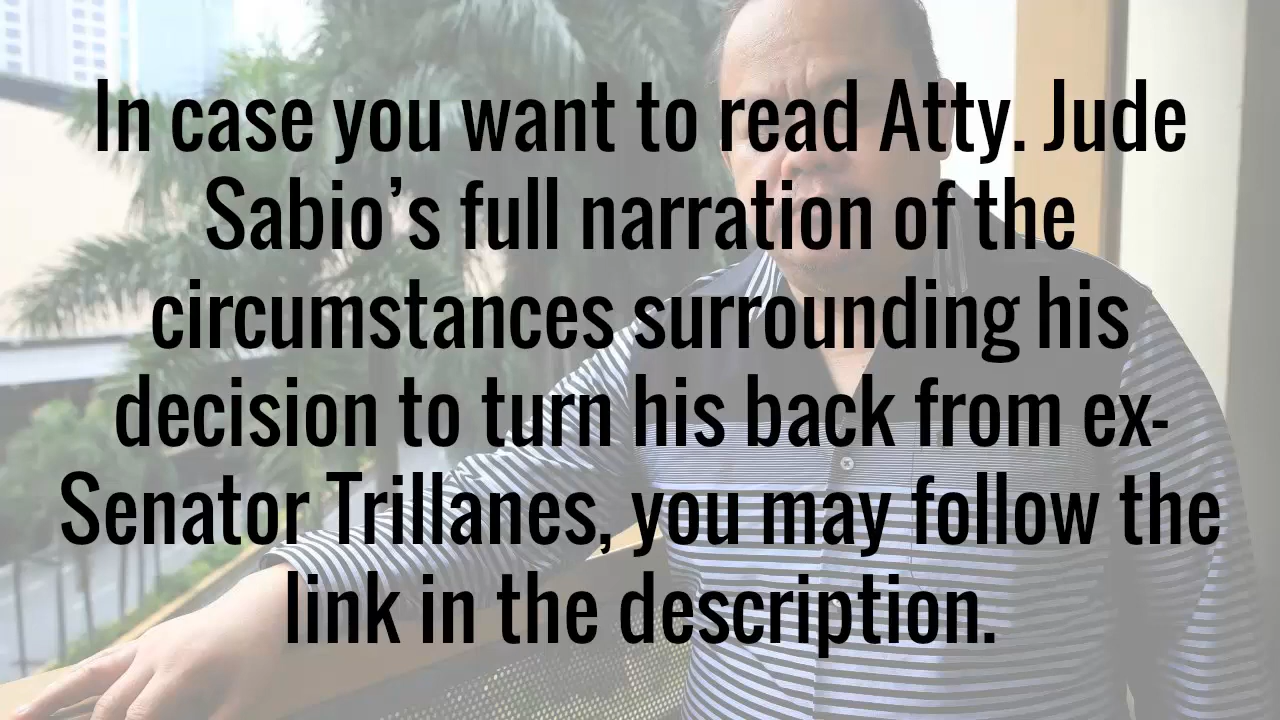 In case you want to read Atty. Jude
Sabio’s full narration of the
circumstances surrounding his
decision to turn his back from ex-
Senator Trillanes, you may follow the
link in the description.